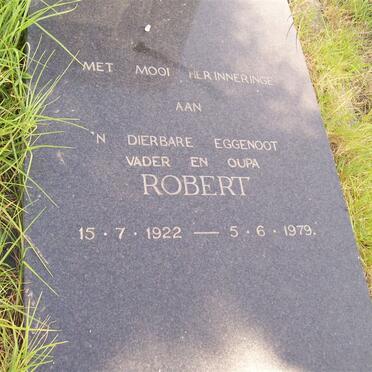 MET MOOI HERINNERINGE
AAN
'N DIERBARE EGGENOOT
VADER EN OUPA
ROBERT
15 · 7 · 1922 — 5 · 6 · 1979.